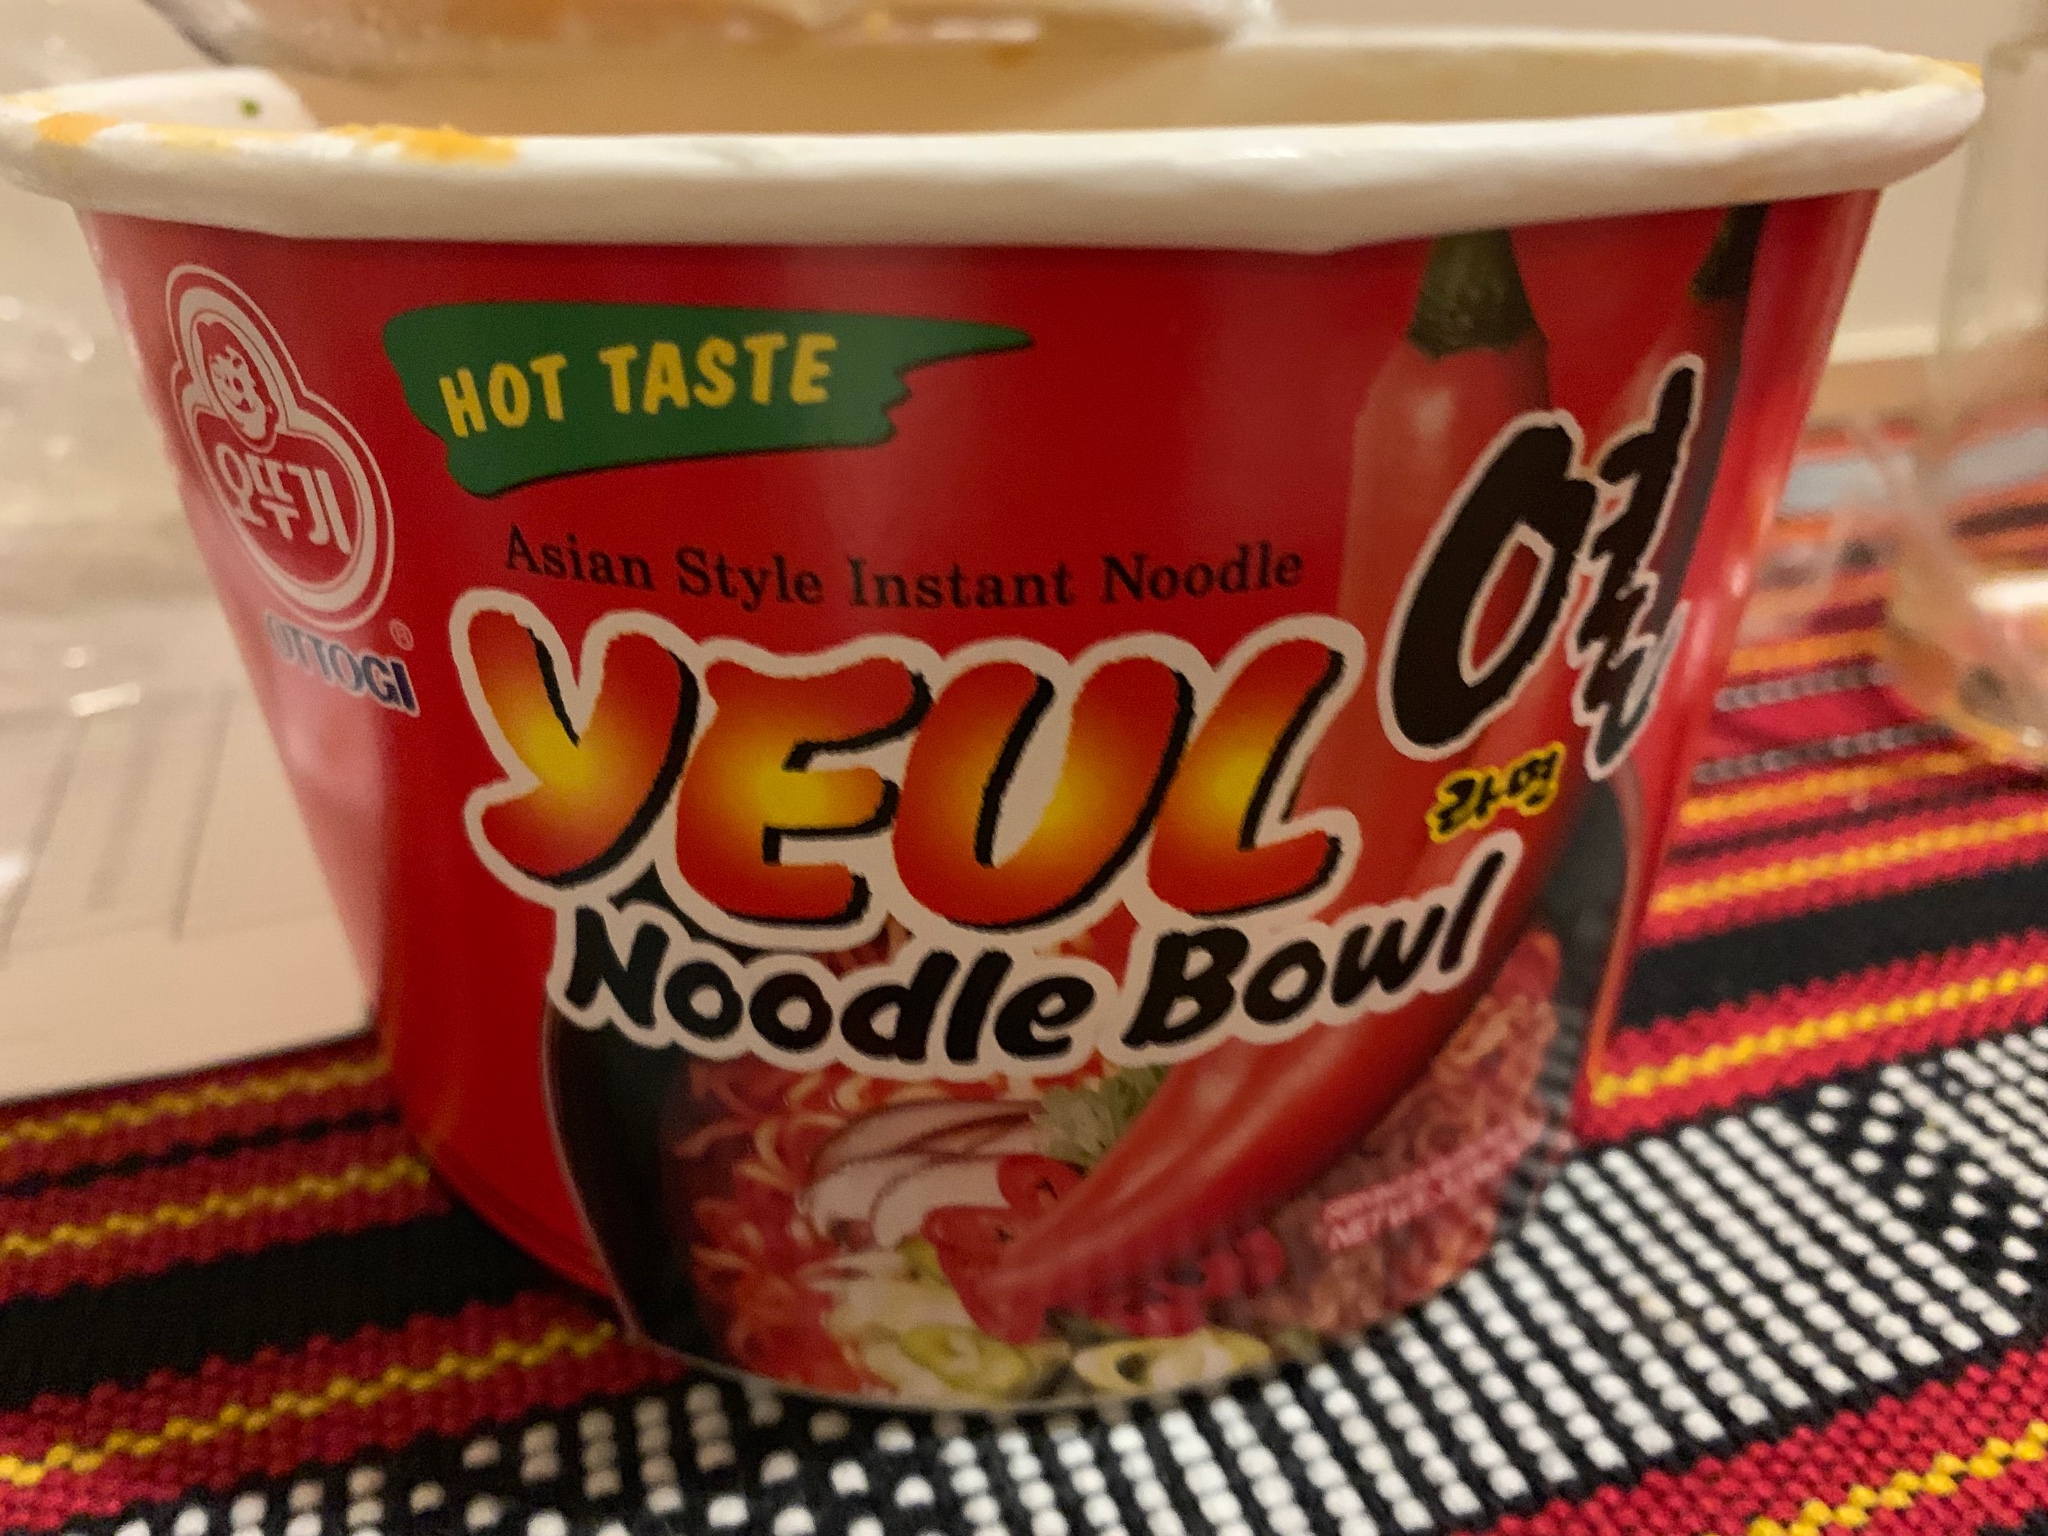 HOT TASTE
오뚜기
®
OTTOGI
Asian Style Instant Noodle
YEUL
열
라면
Noodle Bowl